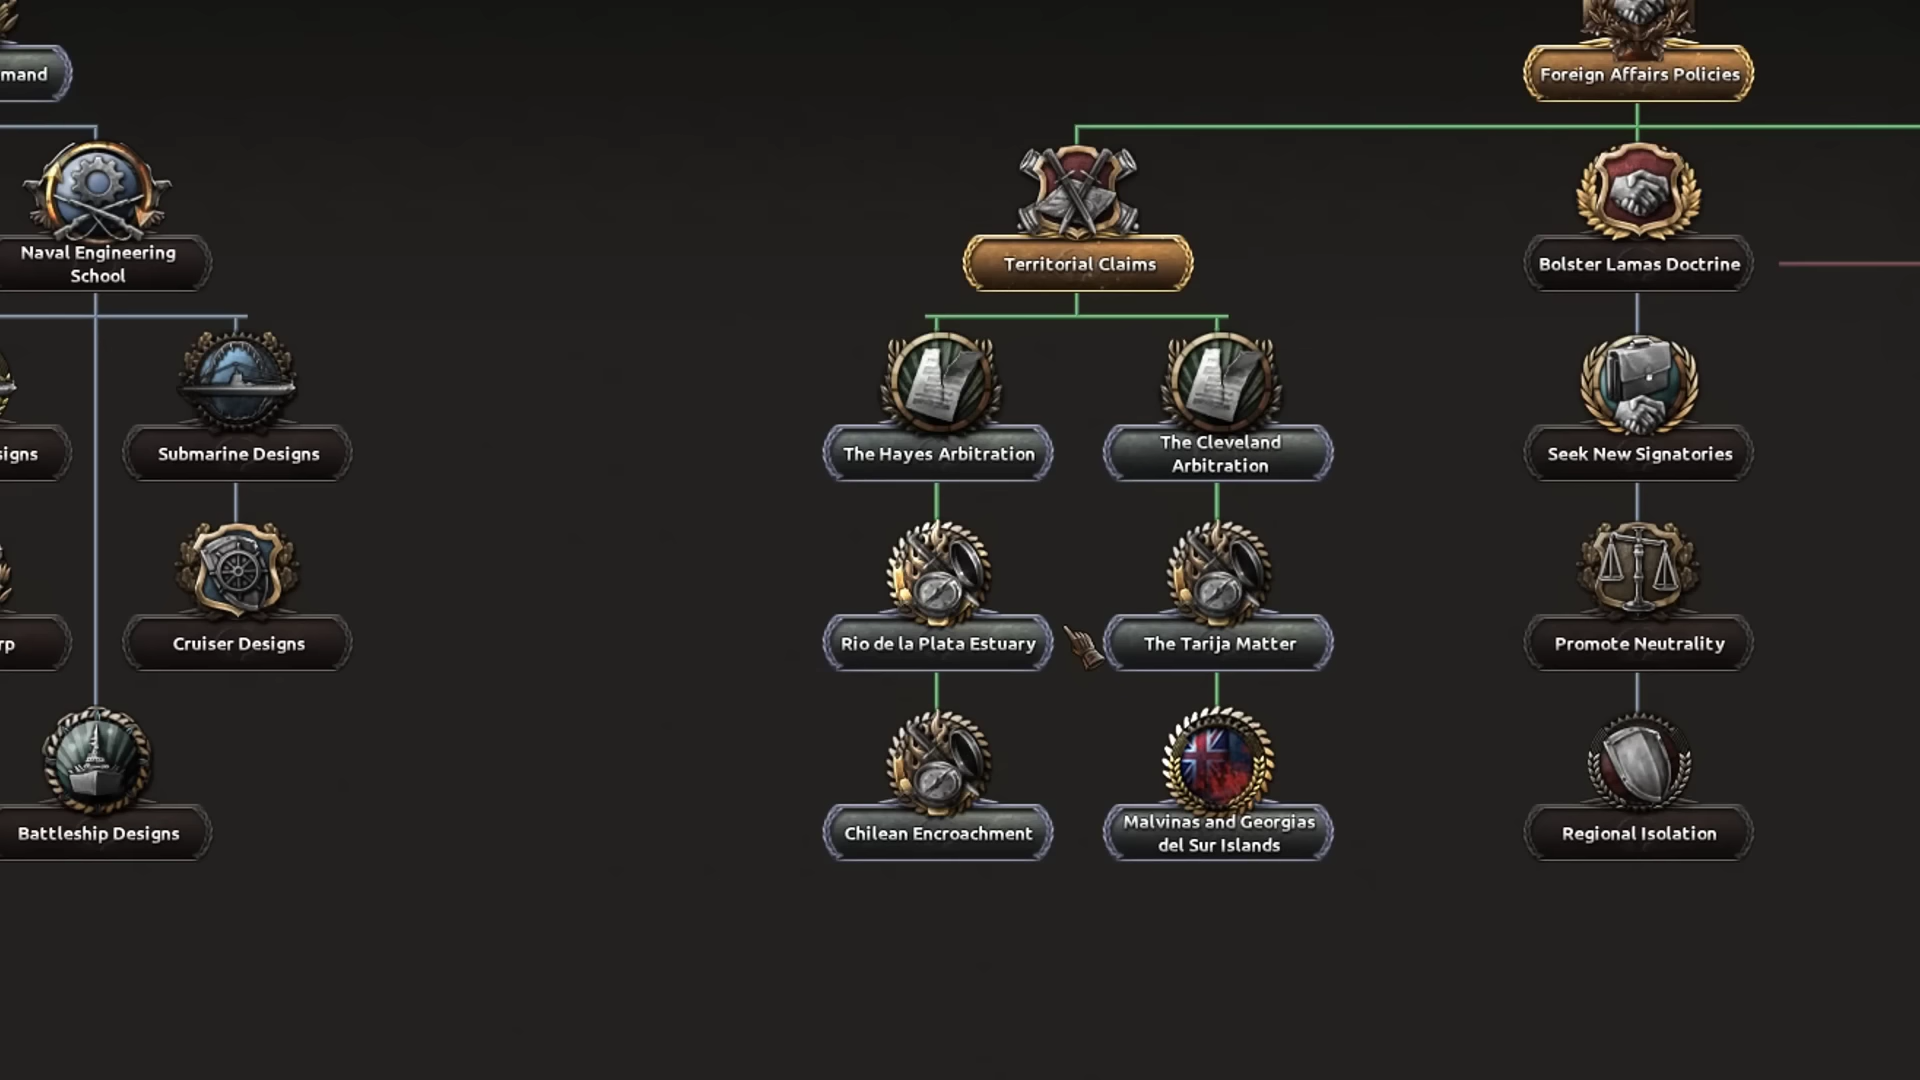 mand
Foreign Affairs Policies
Naval Engineering
School
Territorial Claims
Bolster Lamas Doctrine
signs
Submarine Designs
The Hayes Arbitration
The Cleveland
Arbitration
Seek New Signatories
rp
Cruiser Designs
Rio de la Plata Estuary
The Tarija Matter
Promote Neutrality
Battleship Designs
Chilean Encroachment
Malvinas and Georgias
del Sur Islands
Regional Isolation